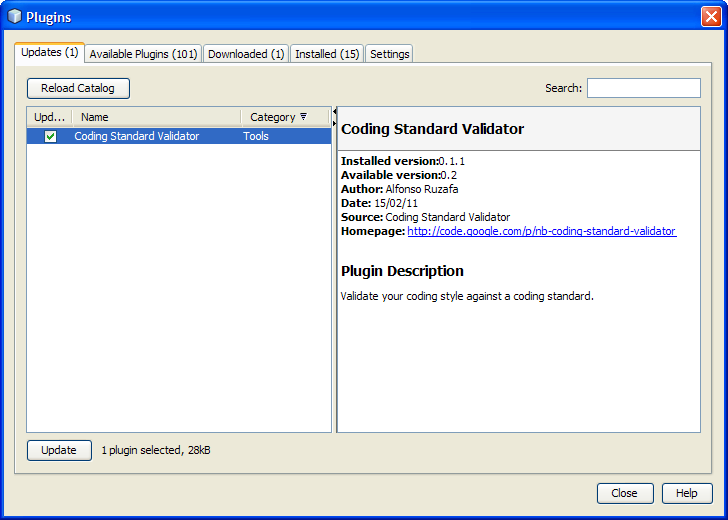 Plugins
Updates (1) Available Plugins (101) Downloaded (1) Installed (15) Settings
Reload Catalog Search:
Upd... Name Category
Coding Standard Validator Tools
Coding Standard Validator
Installed version:0.1.1
Available version:0.2
Author: Alfonso Ruzafa
Date: 15/02/11
Source: Coding Standard Validator
Homepage: http://code.google.com/p/nb-coding-standard-validator
Plugin Description
Validate your coding style against a coding standard.
Update 1 plugin selected, 28kB
Close Help